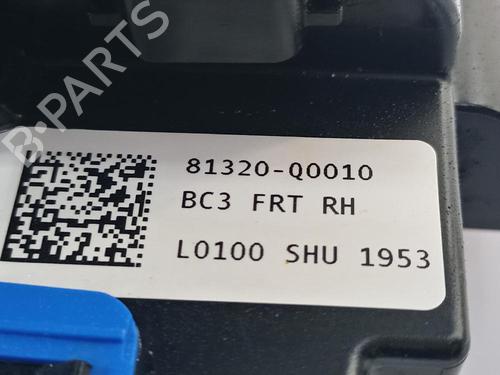 B-PARTS
81320-Q0010
BC3 FRT RH
L0100 SHU 1953